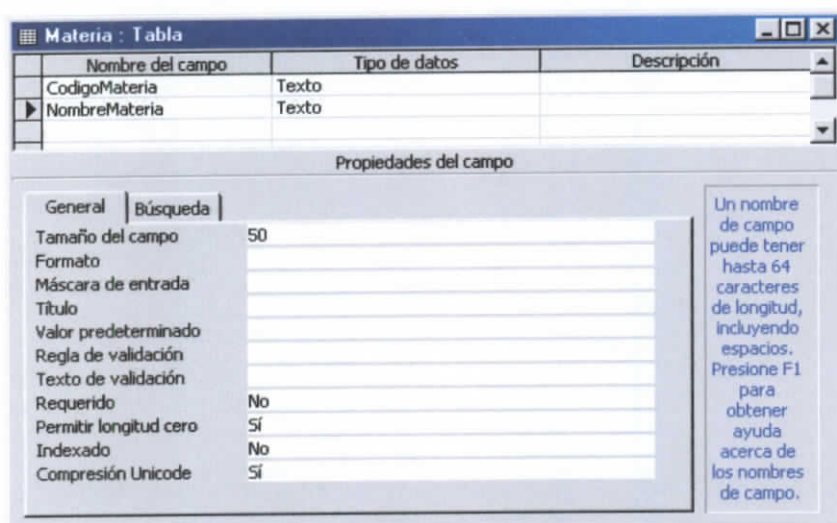 Materia : Tabla
Nombre del campo Tipo de datos Descripción
CodigoMateria Texto
NombreMateria Texto
Propiedades del campo
General Búsqueda
Tamaño del campo 50
Formato
Máscara de entrada
Título
Valor predeterminado
Regla de validación
Texto de validación
Requerido No
Permitir longitud cero Sí
Indexado No
Compresión Unicode Sí
Un nombre
de campo
puede tener
hasta 64
caracteres
de longitud,
incluyendo
espacios.
Presione F1
para
obtener
ayuda
acerca de
los nombres
de campo.